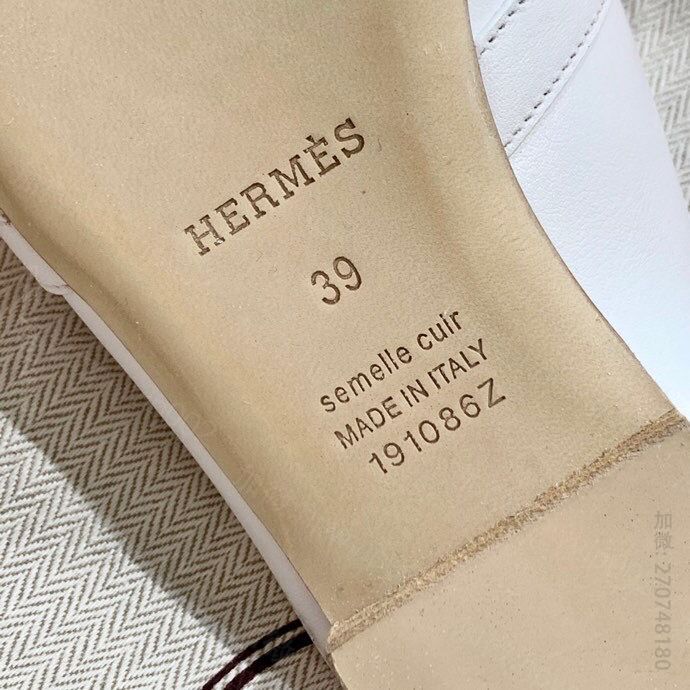 HERMÈS
39
semelle cuir
MADE IN ITALY
191086Z
加微: 270748180